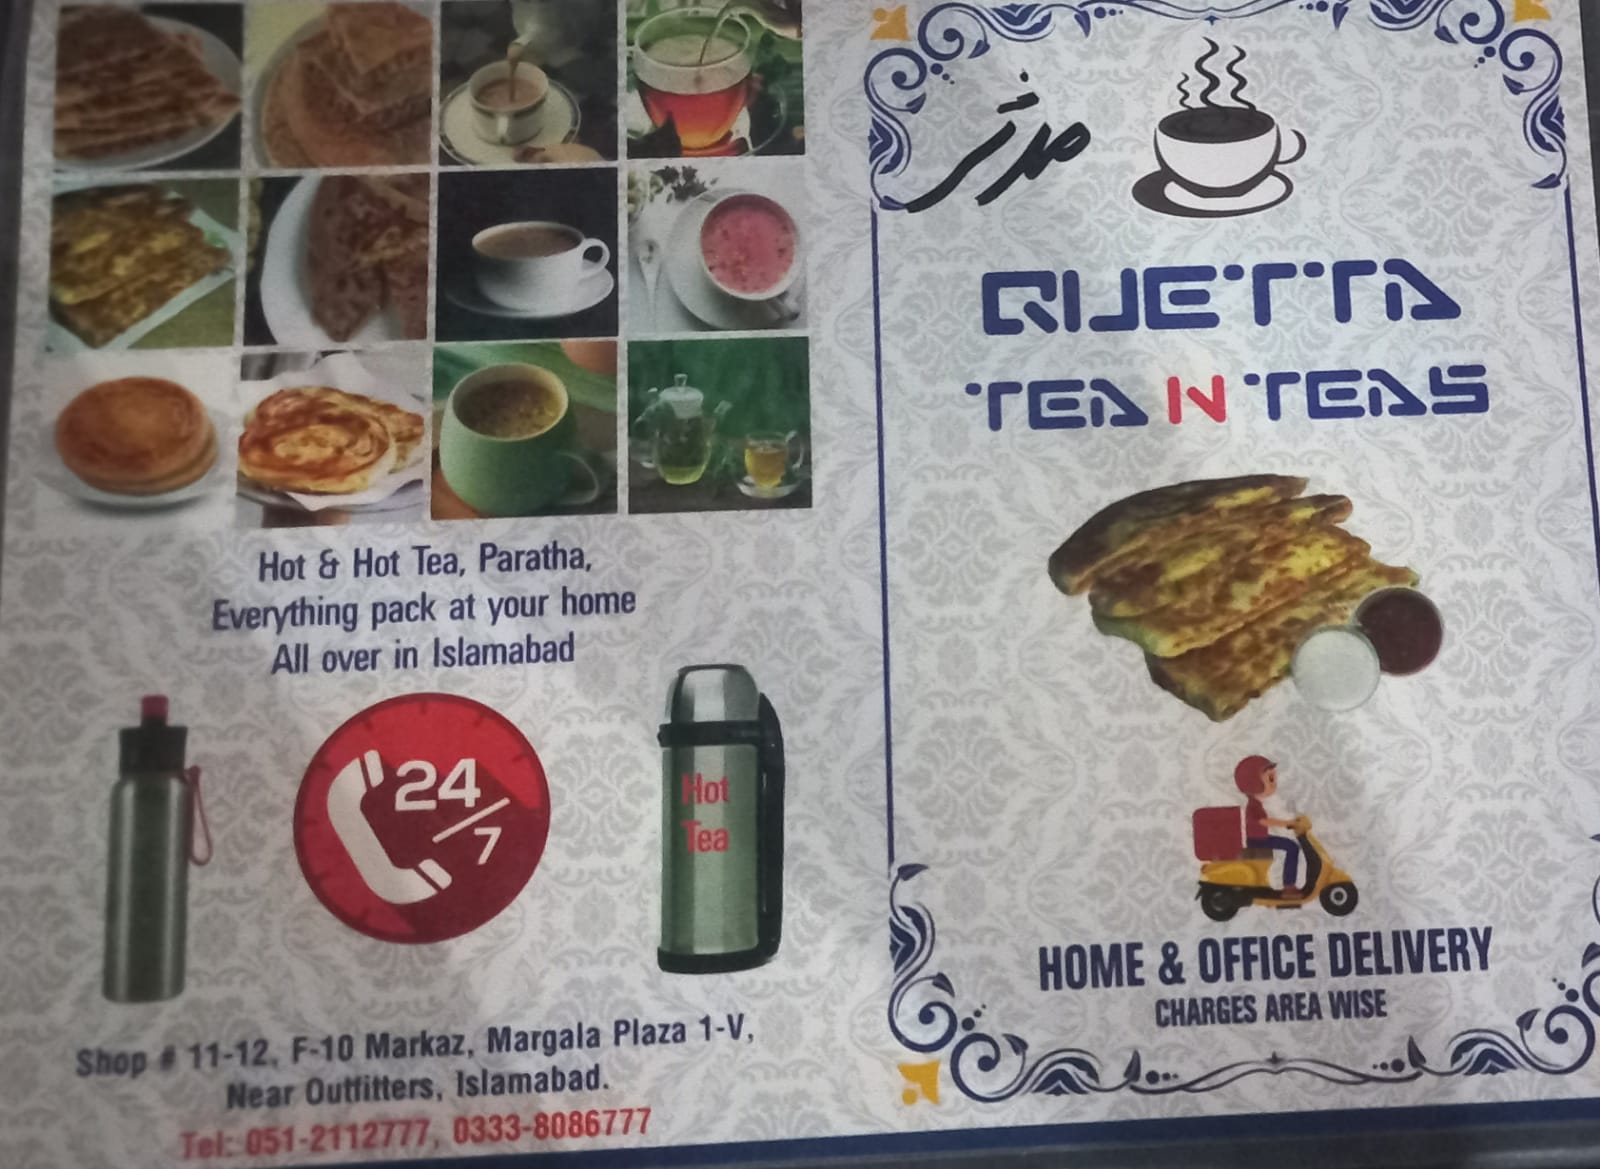 Hot & Hot Tea, Paratha,
Everything pack at your home
All over in Islamabad
24/7
Hot
Tea
Shop # 11-12, F-10 Markaz, Margala Plaza 1-V,
Near Outfitters, Islamabad.
Tel: 051-2112777, 0333-8086777
مدثر
QUETTA
TEA N TEAS
HOME & OFFICE DELIVERY
CHARGES AREA WISE